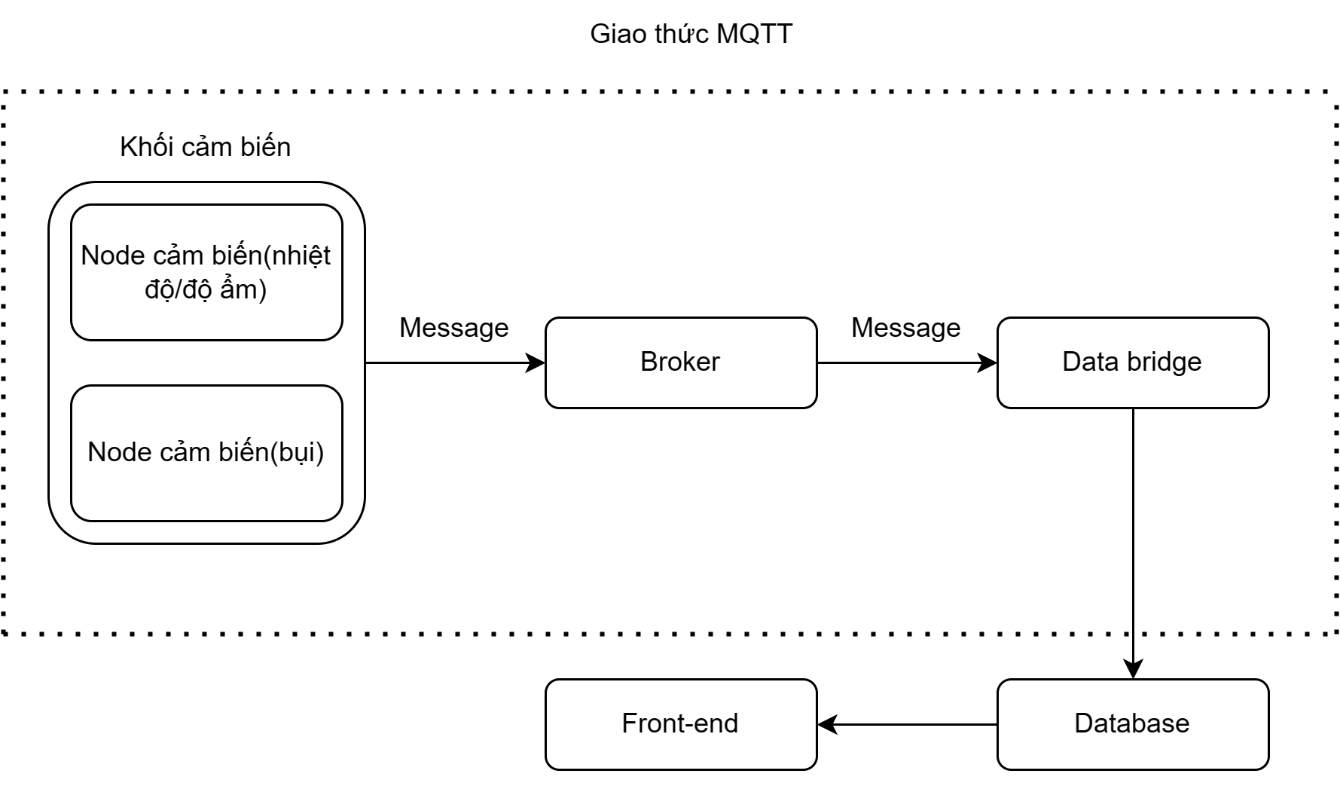 Giao thức MQTT
Khối cảm biến
Node cảm biến(nhiệt
độ/độ ẩm)
Node cảm biến(bụi)
Message
Broker
Message
Data bridge
Front-end
Database